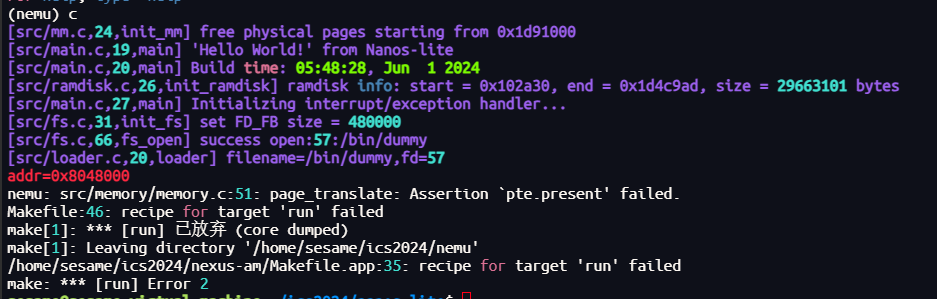 (nemu) c
[src/mm.c,24,init_mm] free physical pages starting from 0x1d91000
[src/main.c,19,main] 'Hello World!' from Nanos-lite
[src/main.c,20,main] Build time: 05:48:28, Jun  1 2024
[src/ramdisk.c,26,init_ramdisk] ramdisk info: start = 0x102a30, end = 0x1d4c9ad, size = 29663101 bytes
[src/main.c,27,main] Initializing interrupt/exception handler...
[src/fs.c,31,init_fs] set FD_FB size = 480000
[src/fs.c,66,fs_open] success open:57:/bin/dummy
[src/loader.c,20,loader] filename=/bin/dummy,fd=57
addr=0x8048000
nemu: src/memory/memory.c:51: page_translate: Assertion `pte.present' failed.
Makefile:46: recipe for target 'run' failed
make[1]: *** [run] 已放弃 (core dumped)
make[1]: Leaving directory '/home/sesame/ics2024/nemu'
/home/sesame/ics2024/nexus-am/Makefile.app:35: recipe for target 'run' failed
make: *** [run] Error 2